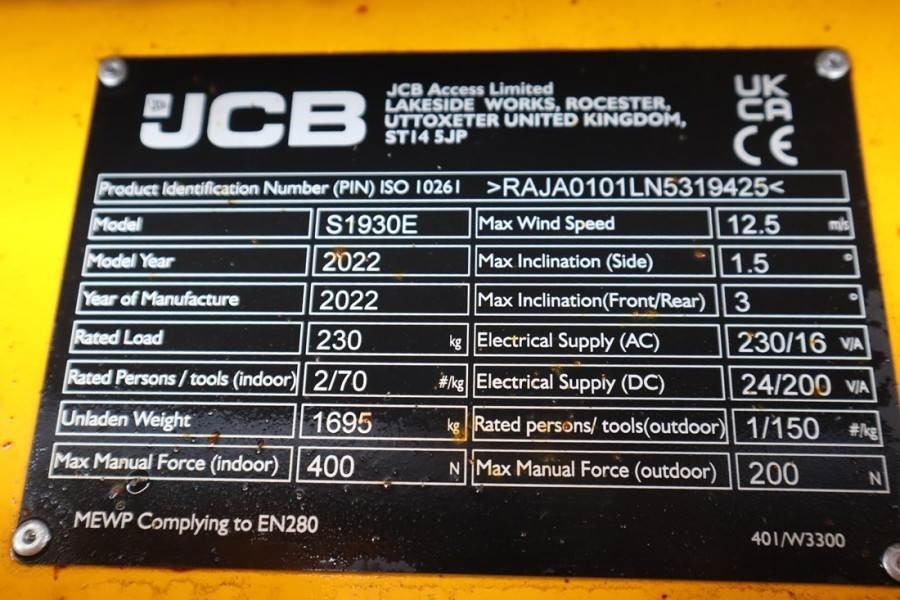 JCB
JCB Access Limited
LAKESIDE WORKS, ROCESTER,
UTTOXETER UNITED KINGDOM,
ST14 5JP
UK
CA
CE
Product Identification Number (PIN) ISO 10261 >RAJA0101LN5319425<
Model S1930E Max Wind Speed 12.5 m/s
Model Year 2022 Max Inclination (Side) 1.5 °
Year of Manufacture 2022 Max Inclination(Front/Rear) 3 °
Rated Load 230 kg Electrical Supply (AC) 230/16 V/A
Rated Persons / tools (indoor) 2/70 #/kg Electrical Supply (DC) 24/200 V/A
Unladen Weight 1695 kg Rated persons/ tools(outdoor) 1/150 #/kg
Max Manual Force (indoor) 400 N Max Manual Force (outdoor) 200 N
MEWP Complying to EN280
401/W3300